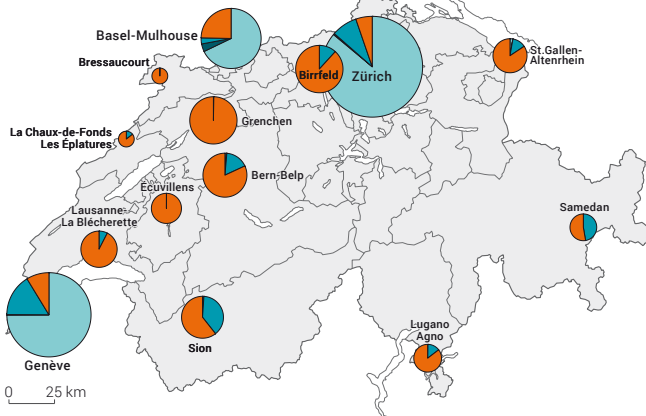 Basel-Mulhouse
Bressaucourt
Birrfeld
Zürich
St.Gallen-
Altenrhein
Grenchen
La Chaux-de-Fonds
Les Éplatures
Bern-Belp
Écuvillens
Lausanne-
La Blécherette
Samedan
Sion
Lugano
Agno
Genève
0 25 km